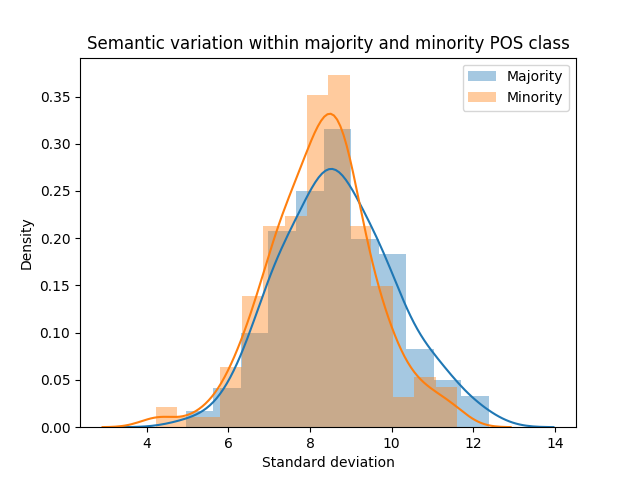 Semantic variation within majority and minority POS class
Majority
Minority
0.35
0.30
0.25
0.20
0.15
0.10
0.05
0.00
Density
4 6 8 10 12 14
Standard deviation